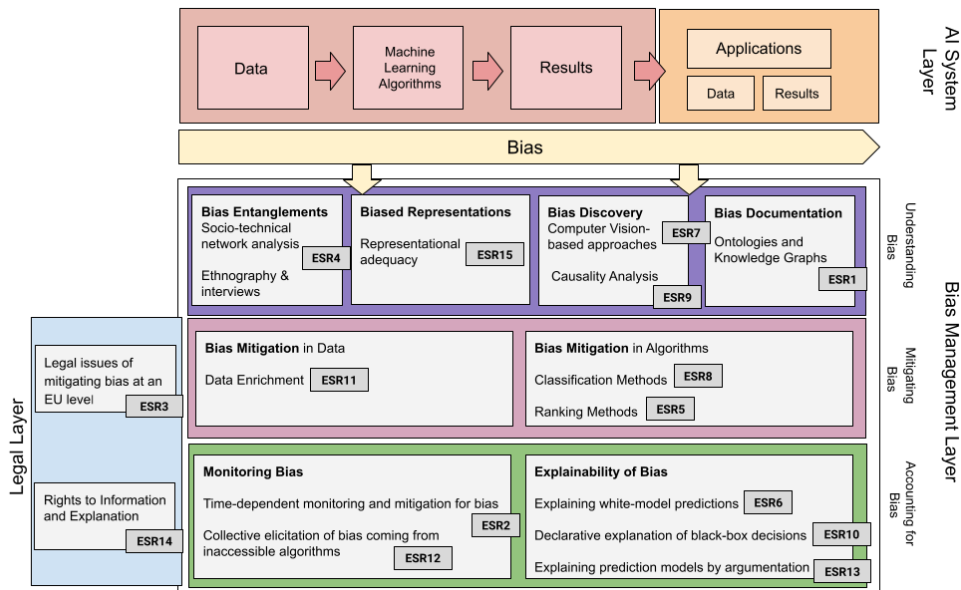 Data
Machine
Learning
Algorithms
Results
Applications
Data
Results
AI System
Layer
Bias
Bias Entanglements
Socio-technical
network analysis
ESR4
Ethnography &
interviews
Biased Representations
Representational
adequacy
ESR15
Bias Discovery
Computer Vision-
based approaches
ESR7
Causality Analysis
ESR9
Bias Documentation
Ontologies and
Knowledge Graphs
ESR1
Understanding
Bias
Bias Management Layer
Legal Layer
Legal issues of
mitigating bias at an
EU level
ESR3
Bias Mitigation in Data
Data Enrichment
ESR11
Bias Mitigation in Algorithms
Classification Methods
ESR8
Ranking Methods
ESR5
Mitigating
Bias
Rights to Information
and Explanation
ESR14
Monitoring Bias
Time-dependent monitoring and mitigation for bias
ESR2
Collective elicitation of bias coming from
inaccessible algorithms
ESR12
Explainability of Bias
Explaining white-model predictions
ESR6
Declarative explanation of black-box decisions
ESR10
Explaining prediction models by argumentation
ESR13
Accounting for
Bias